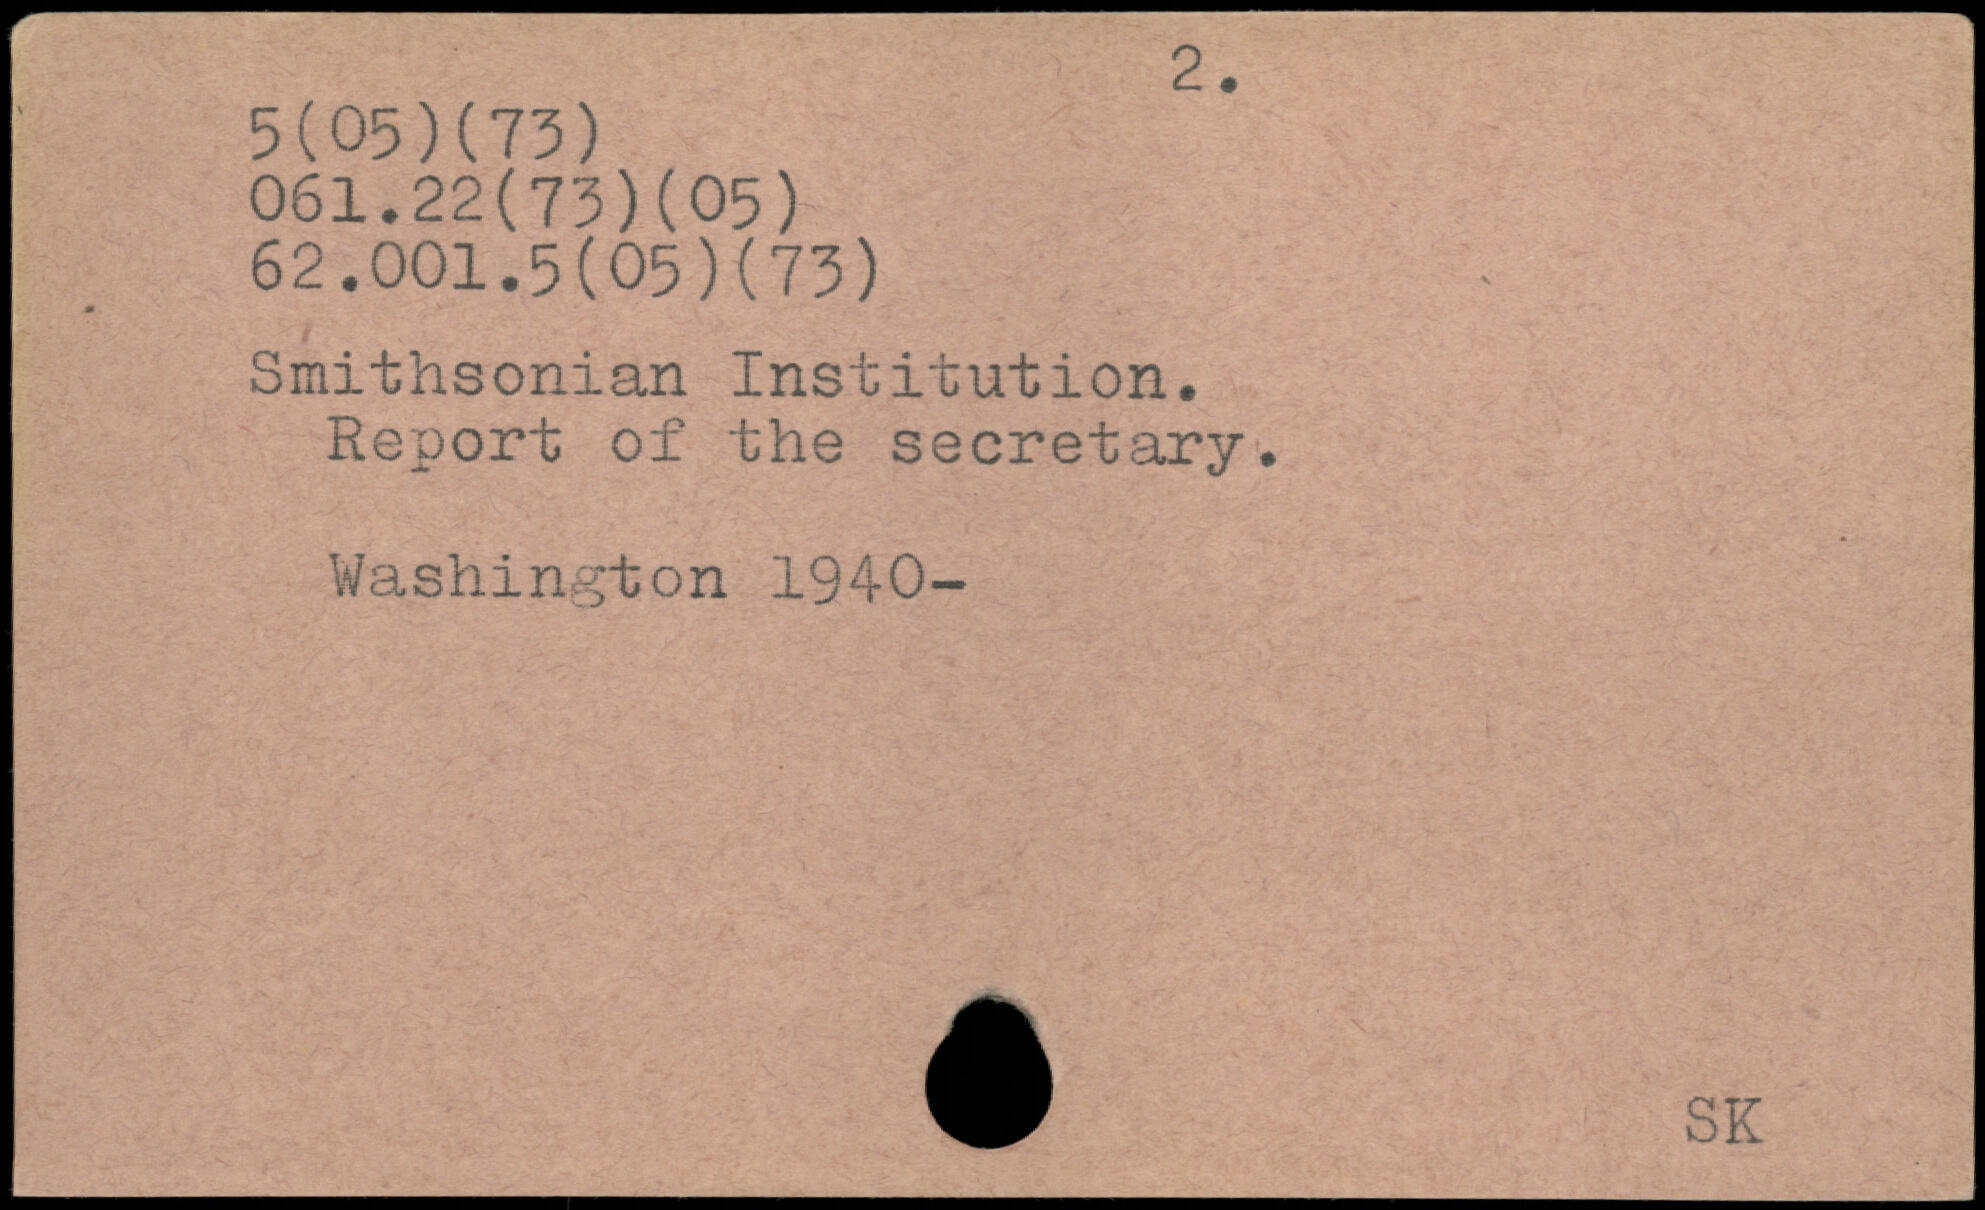 2.
5(05)(73)
061.22(73)(05)
62.001.5(05)(73)
Smithsonian Institution.
Report of the secretary.
Washington 1940-
SK